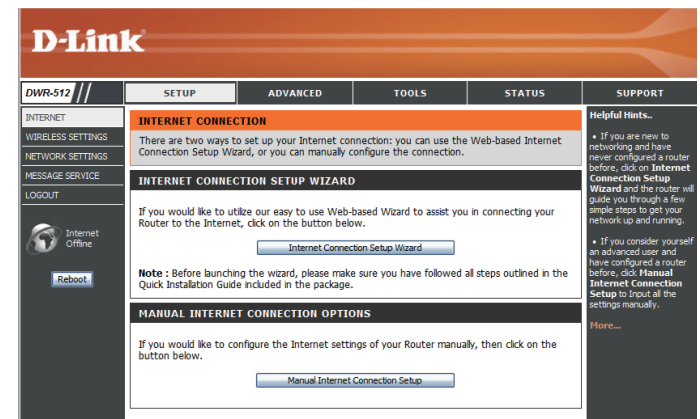 D-Link
DWR-512
SETUP
ADVANCED
TOOLS
STATUS
SUPPORT
INTERNET
WIRELESS SETTINGS
NETWORK SETTINGS
MESSAGE SERVICE
LOGOUT
Internet
Offline
Reboot
INTERNET CONNECTION
There are two ways to set up your Internet connection: you can use the Web-based Internet
Connection Setup Wizard, or you can manually configure the connection.
INTERNET CONNECTION SETUP WIZARD
If you would like to utilize our easy to use Web-based Wizard to assist you in connecting your
Router to the Internet, click on the button below.
Internet Connection Setup Wizard
Note : Before launching the wizard, please make sure you have followed all steps outlined in the
Quick Installation Guide included in the package.
MANUAL INTERNET CONNECTION OPTIONS
If you would like to configure the Internet settings of your Router manually, then click on the
button below.
Manual Internet Connection Setup
Helpful Hints..
• If you are new to
networking and have
never configured a router
before, click on Internet
Connection Setup
Wizard and the router will
guide you through a few
simple steps to get your
network up and running.
• If you consider yourself
an advanced user and
have configured a router
before, click Manual
Internet Connection
Setup to Input all the
settings manually.
More...